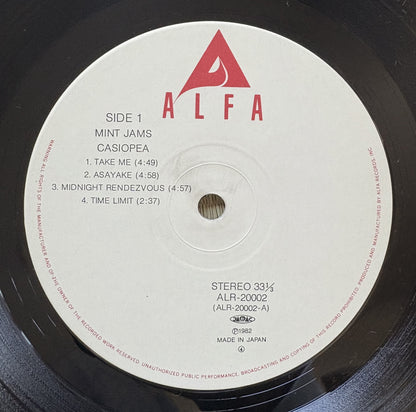 ALFA
SIDE 1
MINT JAMS
CASIOPEA
1. TAKE ME (4:49)
2. ASAYAKE (4:58)
3. MIDNIGHT RENDEZVOUS (4:57)
4. TIME LIMIT (2:37)
STEREO 33⅓
ALR-20002
(ALR-20002-A)
Ⓟ1982
MADE IN JAPAN
④
WARNING: ALL RIGHTS OF THE MANUFACTURER AND OF THE OWNER OF THE RECORDED WORK RESERVED. UNAUTHORIZED PUBLIC PERFORMANCE, BROADCASTING AND COPYING OF THIS RECORD PROHIBITED. PRODUCED AND MANUFACTURED BY ALFA RECORDS, INC.